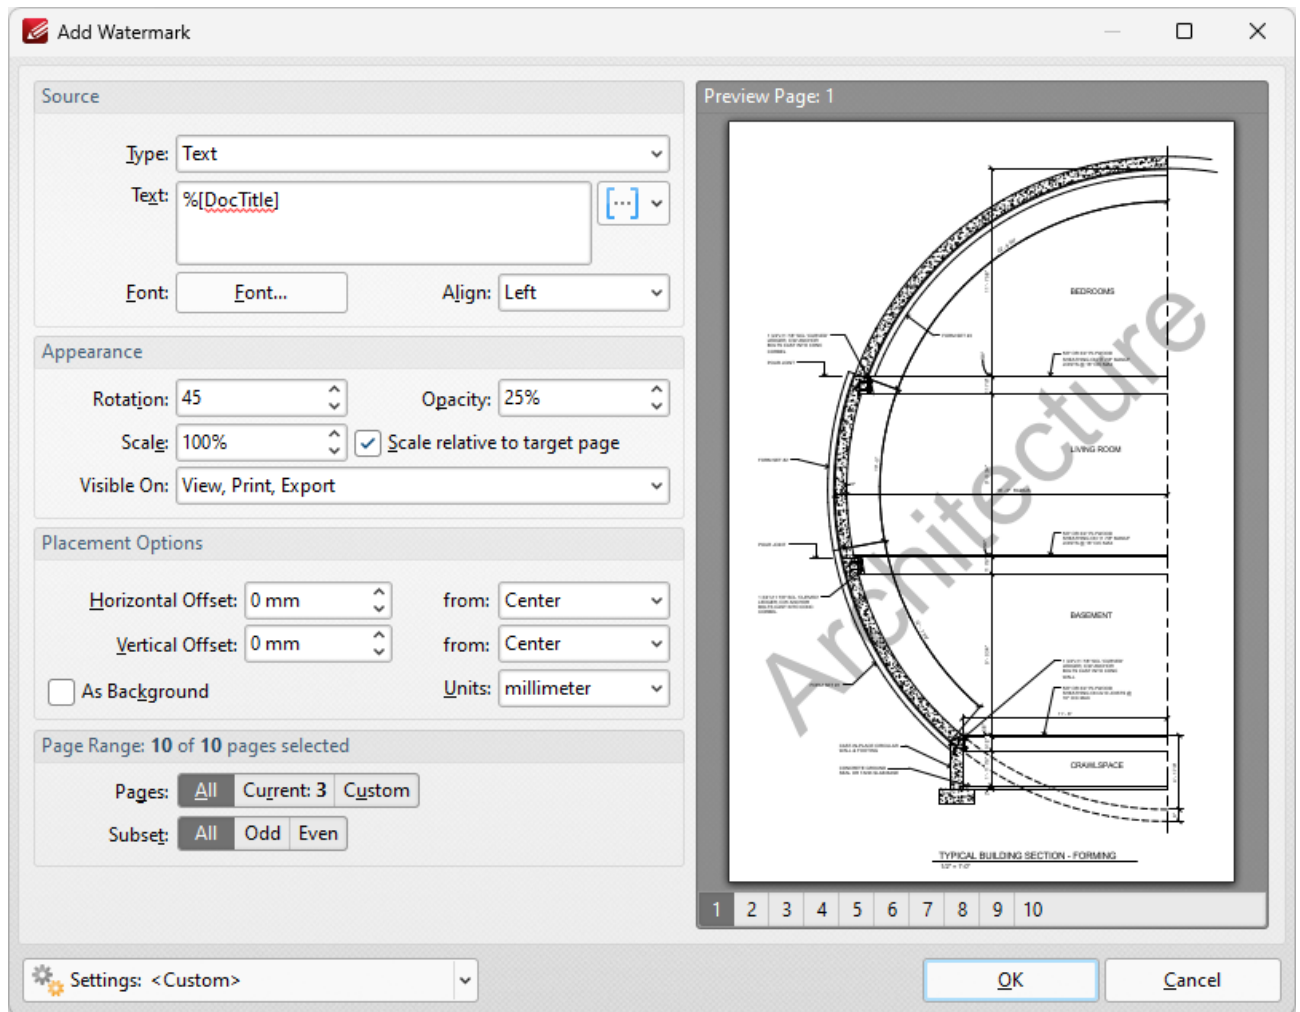 Add Watermark
Source
Type: Text
Text: %[DocTitle]
Font: Font... Align: Left
Appearance
Rotation: 45 Opacity: 25%
Scale: 100% Scale relative to target page
Visible On: View, Print, Export
Placement Options
Horizontal Offset: 0 mm from: Center
Vertical Offset: 0 mm from: Center
As Background Units: millimeter
Page Range: 10 of 10 pages selected
Pages: All Current: 3 Custom
Subset: All Odd Even
Preview Page: 1
BEDROOMS
LIVING ROOM
Architecture
BASEMENT
CRAWLSPACE
TYPICAL BUILDING SECTION - FORMING
1 2 3 4 5 6 7 8 9 10
Settings: <Custom>
OK Cancel